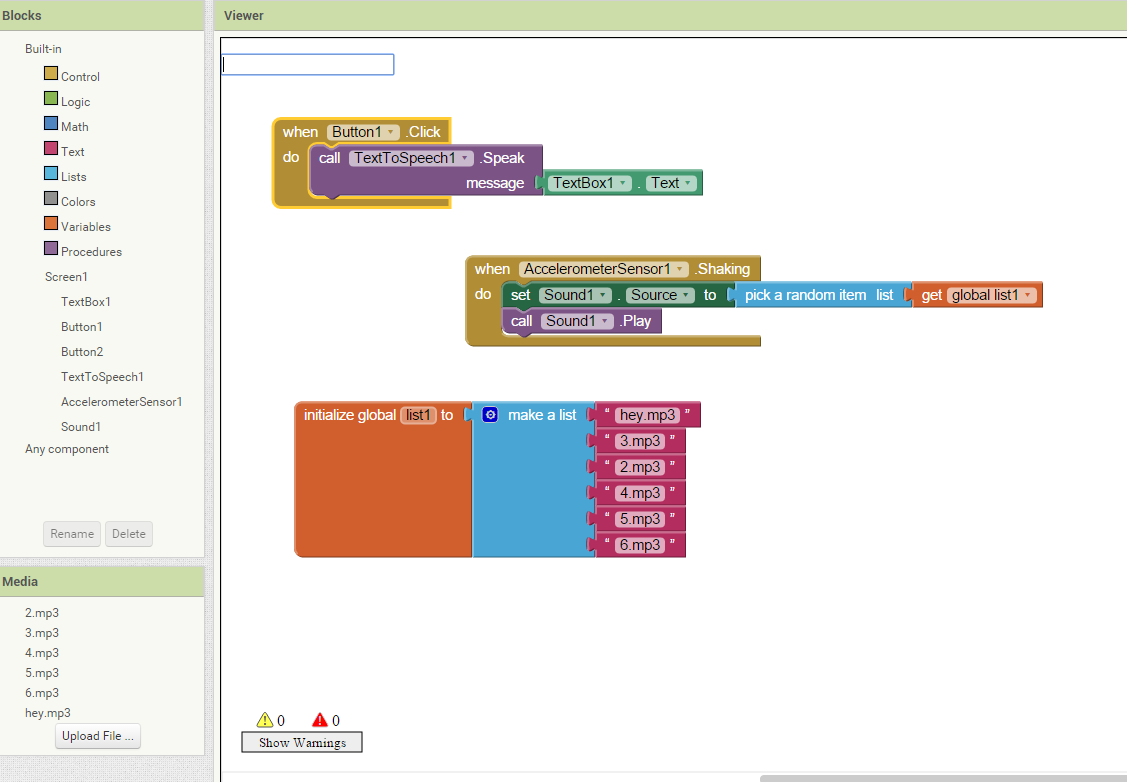 Blocks
Built-in
Control
Logic
Math
Text
Lists
Colors
Variables
Procedures
Screen1
TextBox1
Button1
Button2
TextToSpeech1
AccelerometerSensor1
Sound1
Any component
Rename Delete
Media
2.mp3
3.mp3
4.mp3
5.mp3
6.mp3
hey.mp3
Upload File ...
Viewer
when Button1 .Click
do call TextToSpeech1 .Speak
message TextBox1 . Text
when AccelerometerSensor1 .Shaking
do set Sound1 . Source to pick a random item list get global list1
call Sound1 .Play
initialize global list1 to make a list " hey.mp3 "
" 3.mp3 "
" 2.mp3 "
" 4.mp3 "
" 5.mp3 "
" 6.mp3 "
0 0
Show Warnings